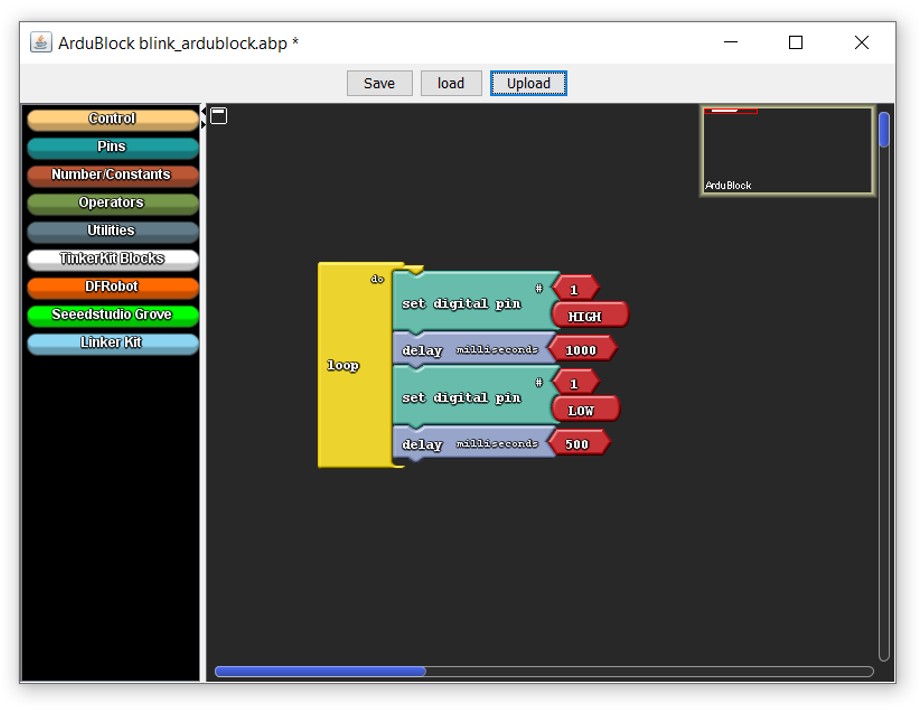 ArduBlock blink_ardublock.abp *
Save load Upload
Control
Pins
Number/Constants
Operators
Utilities
TinkerKit Blocks
DFRobot
Seeedstudio Grove
Linker Kit
ArduBlock
loop
do
set digital pin # 1
HIGH
delay milliseconds 1000
set digital pin # 1
LOW
delay milliseconds 500